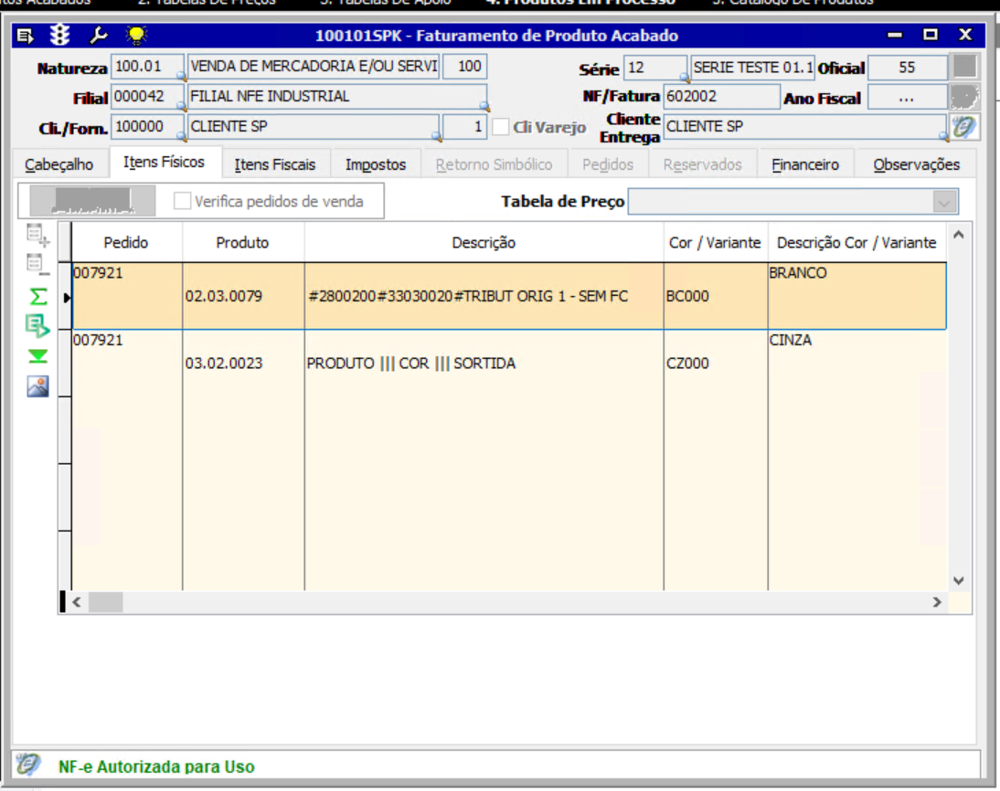 tos Acabados 2. Tabelas De Preços 3. Tabelas De Apoio 4. Produtos Em Processo 5. Catálogo De Produtos
100101SPK - Faturamento de Produto Acabado
Natureza 100.01 VENDA DE MERCADORIA E/OU SERVI 100 Série 12 SERIE TESTE 01.1 Oficial 55
Filial 000042 FILIAL NFE INDUSTRIAL NF/Fatura 602002 Ano Fiscal ...
Cli./Forn. 100000 CLIENTE SP 1 Cli Varejo Cliente Entrega CLIENTE SP
Cabeçalho Itens Físicos Itens Fiscais Impostos Retorno Simbólico Pedidos Reservados Financeiro Observações
Verifica pedidos de venda Tabela de Preço
Pedido Produto Descrição Cor / Variante Descrição Cor / Variante
007921 BRANCO
02.03.0079 #2800200#33030020#TRIBUT ORIG 1 - SEM FC BC000
007921 CINZA
03.02.0023 PRODUTO ||| COR ||| SORTIDA CZ000
NF-e Autorizada para Uso